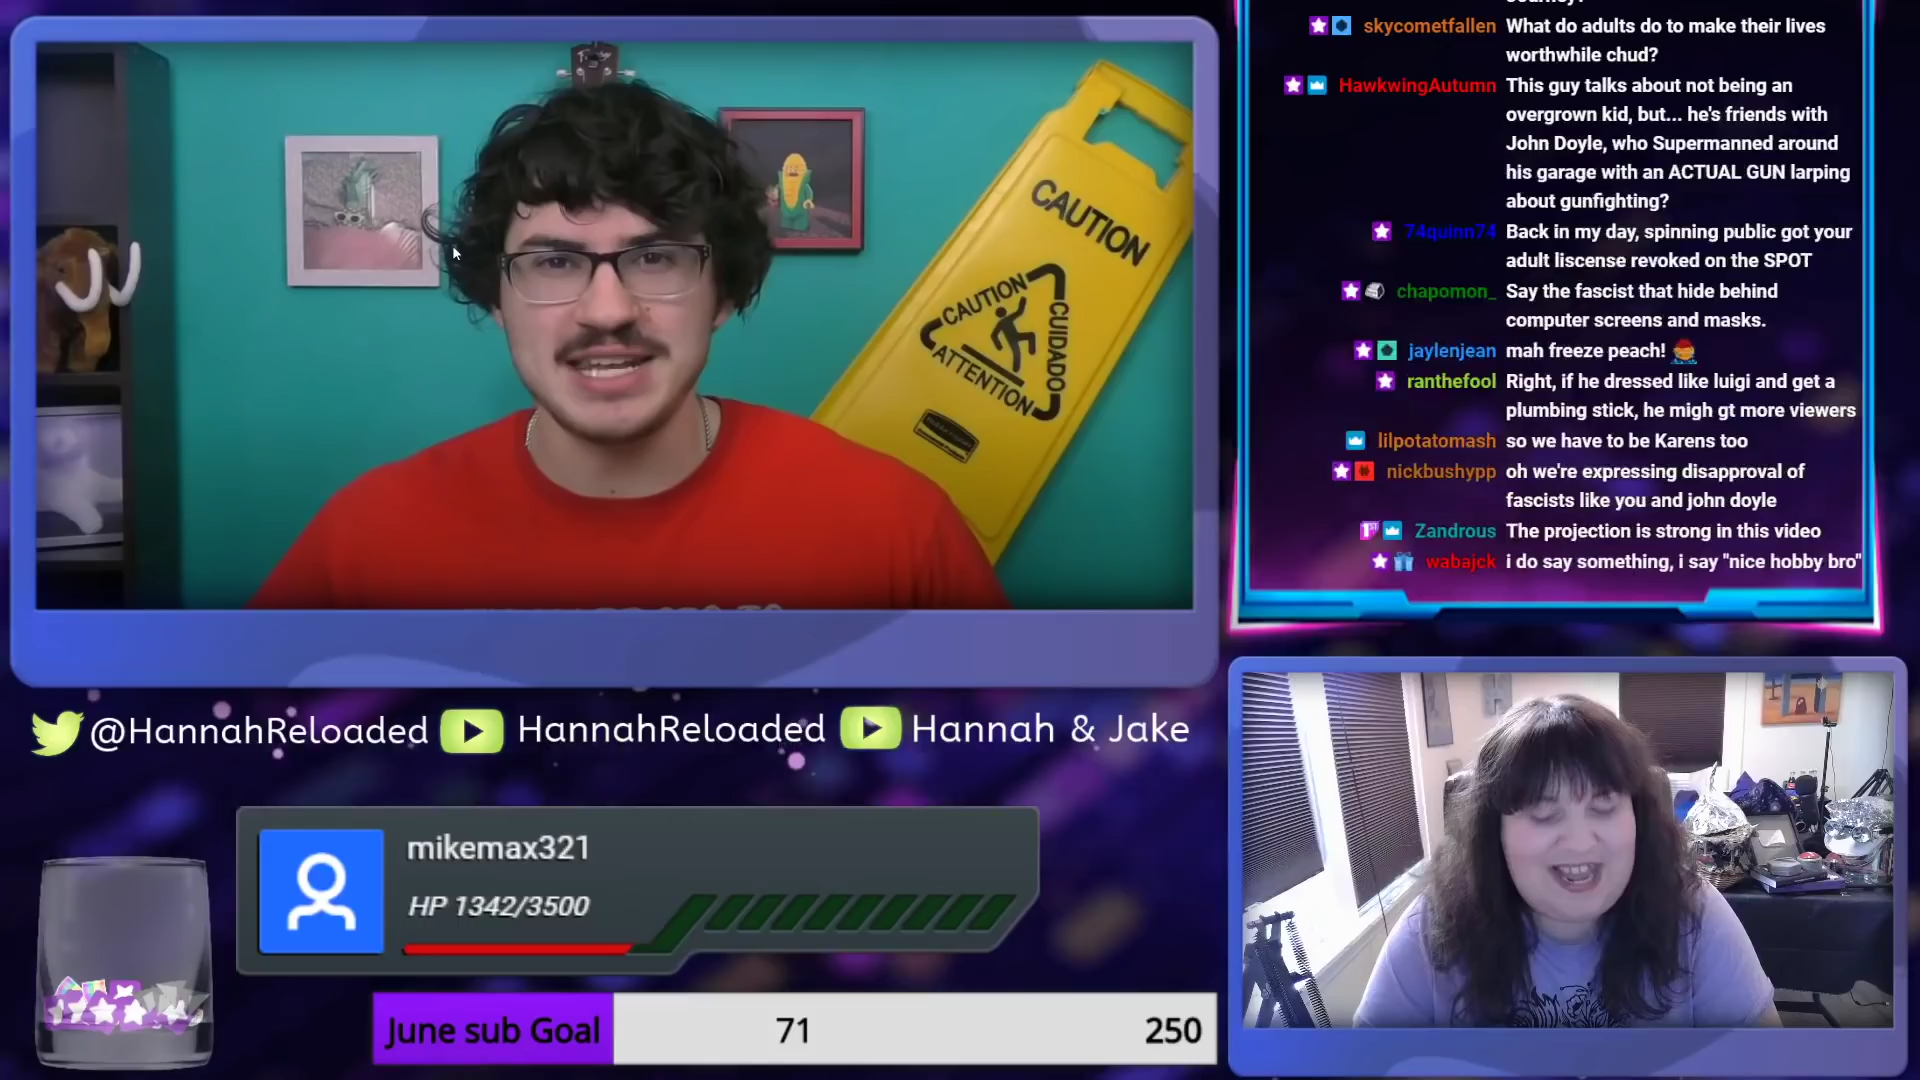 CAUTION
CAUTION
CUIDADO
ATTENTION
skycometfallen What do adults do to make their lives
worthwhile chud?
HawkwingAutumn This guy talks about not being an
overgrown kid, but... he's friends with
John Doyle, who Supermanned around
his garage with an ACTUAL GUN larping
about gunfighting?
74quinn74 Back in my day, spinning public got your
adult liscense revoked on the SPOT
chapomon_ Say the fascist that hide behind
computer screens and masks.
jaylenjean mah freeze peach!
ranthefool Right, if he dressed like luigi and get a
plumbing stick, he migh gt more viewers
lilpotatomash so we have to be Karens too
nickbushypp oh we're expressing disapproval of
fascists like you and john doyle
Zandrous The projection is strong in this video
wabajck i do say something, i say "nice hobby bro"
@HannahReloaded HannahReloaded Hannah & Jake
mikemax321
HP 1342/3500
June sub Goal 71 250